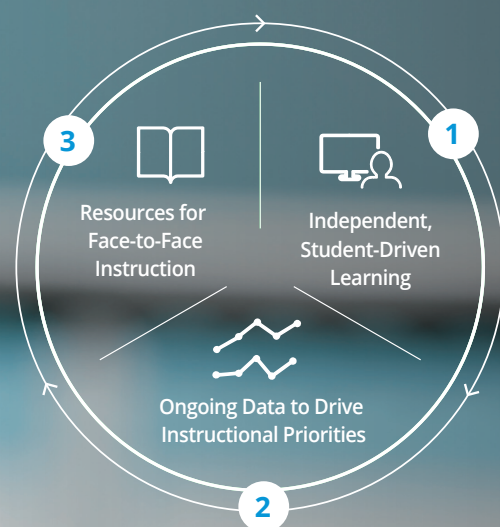 1
Independent,
Student-Driven
Learning
2
Ongoing Data to Drive
Instructional Priorities
3
Resources for
Face-to-Face
Instruction